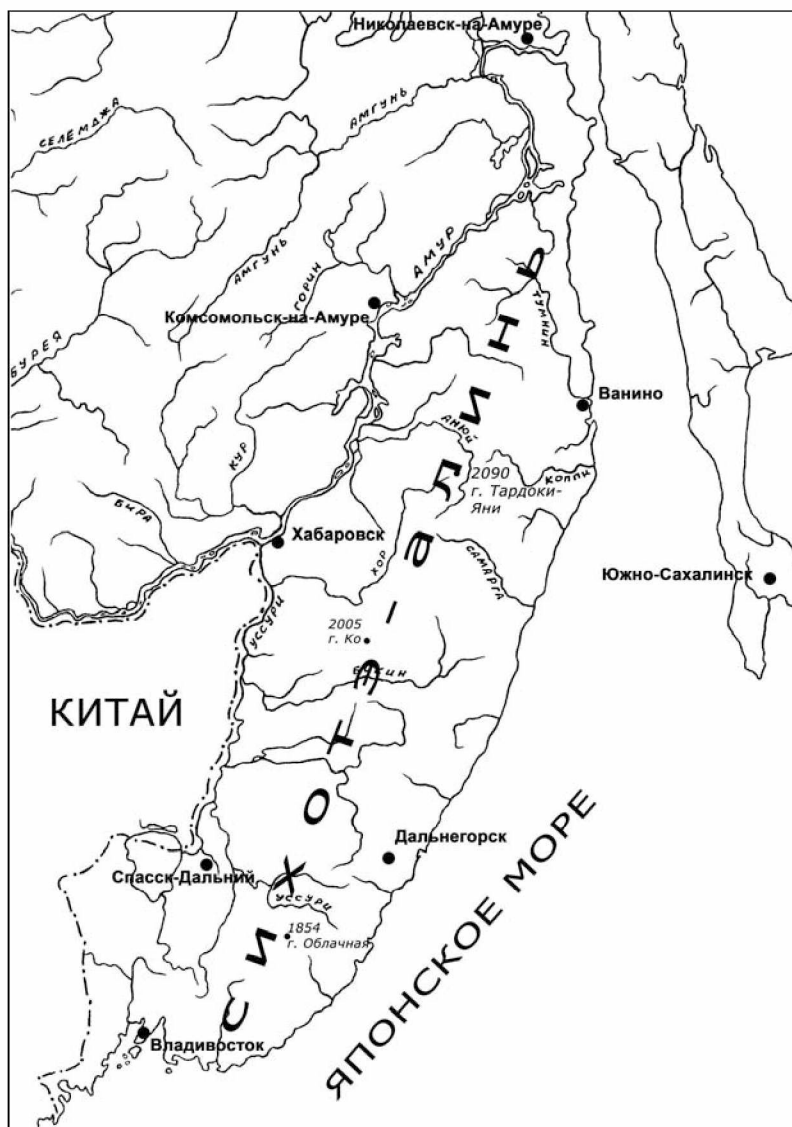 Николаевск-на-Амуре
СЕЛЕМДЖА
АМГУНЬ
АМГУНЬ
ГОРИН
АМУР
Комсомольск-на-Амуре
БУРЕЯ
ТУМНИН
Ванино
АНЮЙ
КУР
2090
г. Тардоки-
Яни
КОППИ
БИРА
Хабаровск
ХОР
САМАРГА
Южно-Сахалинск
УССУРИ
2005
г. Ко
БИКИН
КИТАЙ
СИХОТЭ-АЛИНЬ
Дальнегорск
Спасск-Дальний
УССУРИ
1854
г. Облачная
ЯПОНСКОЕ МОРЕ
Владивосток